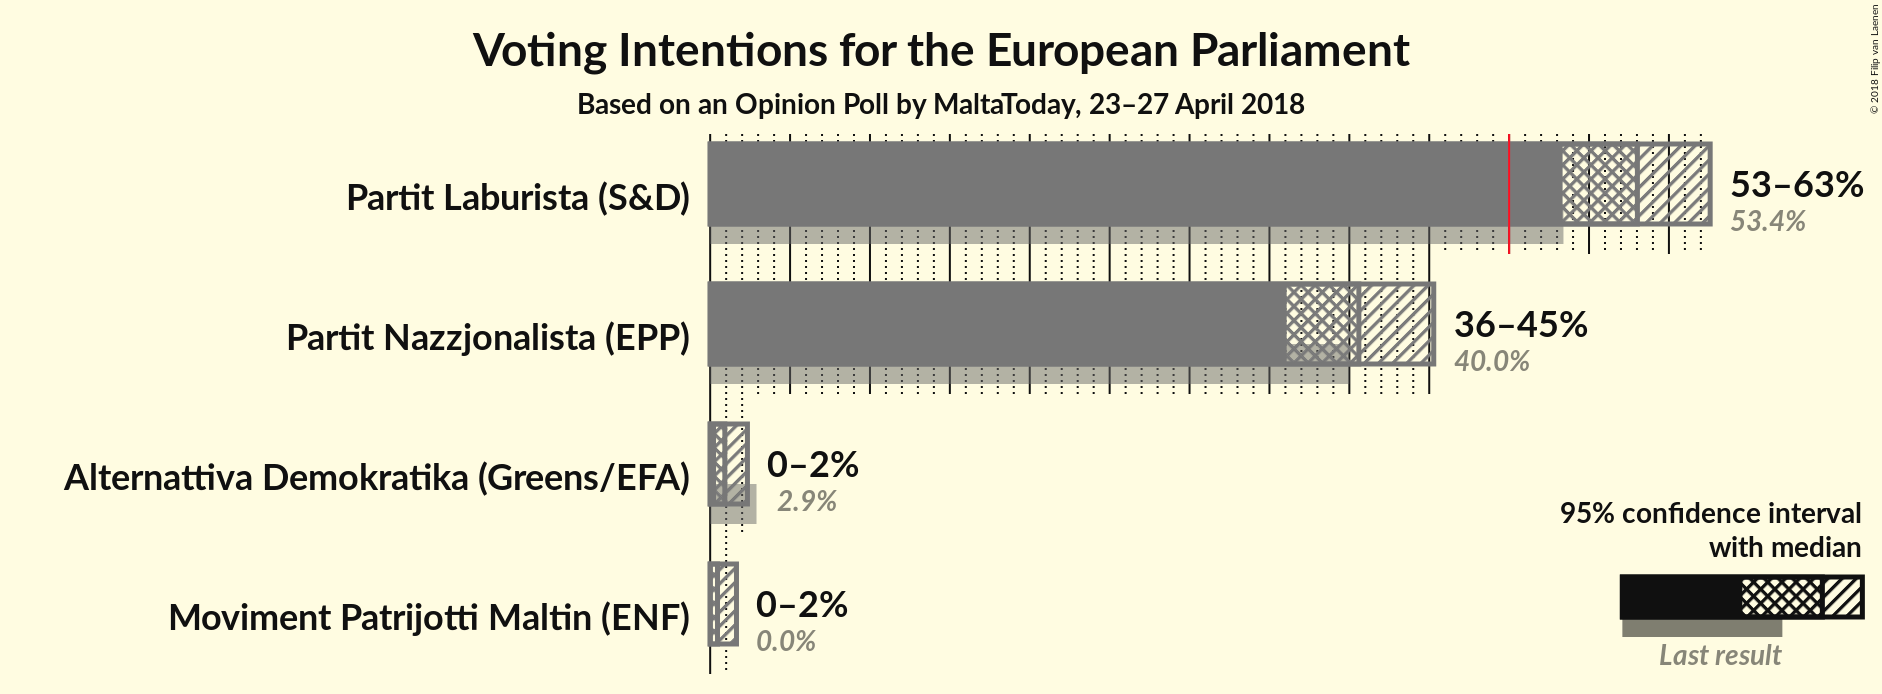 Voting Intentions for the European Parliament
Based on an Opinion Poll by MaltaToday, 23–27 April 2018
© 2018 Filip van Laenen
Partit Laburista (S&D)
53–63%
53.4%
Partit Nazzjonalista (EPP)
36–45%
40.0%
Alternattiva Demokratika (Greens/EFA)
0–2%
2.9%
Moviment Patrijotti Maltin (ENF)
0–2%
0.0%
95% confidence interval
with median
Last result